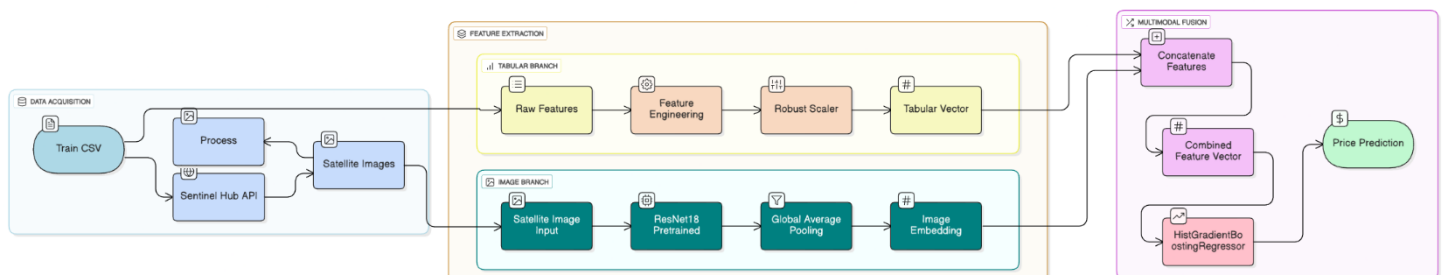 DATA ACQUISITION
Train CSV
Process
Sentinel Hub API
Satellite Images
FEATURE EXTRACTION
TABULAR BRANCH
Raw Features
Feature
Engineering
Robust Scaler
#
Tabular Vector
IMAGE BRANCH
Satellite Image
Input
ResNet18
Pretrained
Global Average
Pooling
#
Image
Embedding
MULTIMODAL FUSION
Concatenate
Features
#
Combined
Feature Vector
HistGradientBo
ostingRegressor
$
Price Prediction